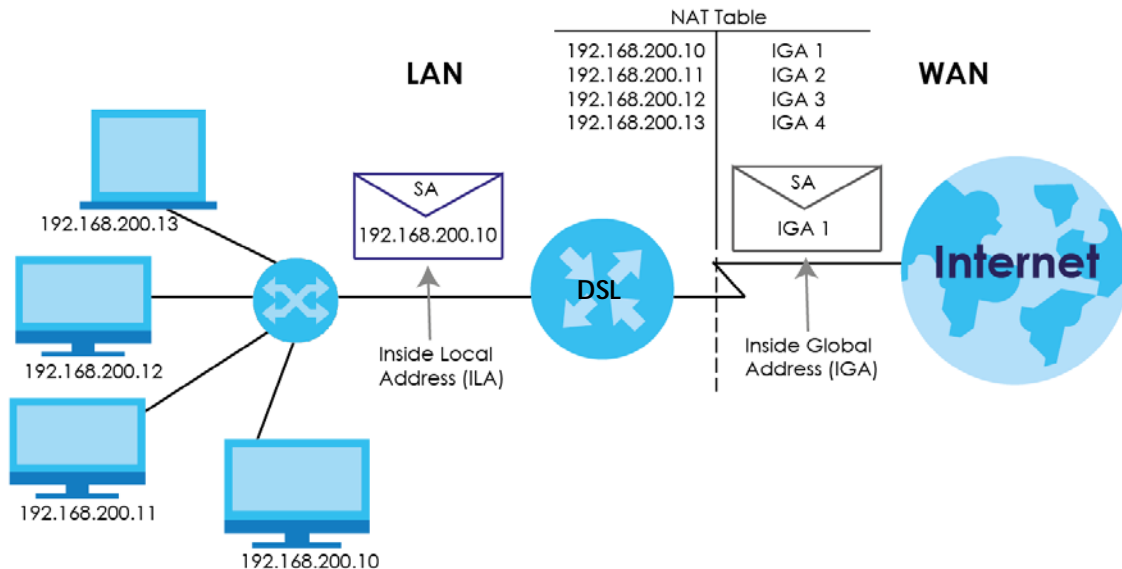 NAT Table
192.168.200.10 IGA 1
192.168.200.11 IGA 2
192.168.200.12 IGA 3
192.168.200.13 IGA 4
LAN
WAN
192.168.200.13
SA
192.168.200.10
SA
IGA 1
DSL
Internet
192.168.200.12
Inside Local
Address (ILA)
Inside Global
Address (IGA)
192.168.200.11
192.168.200.10